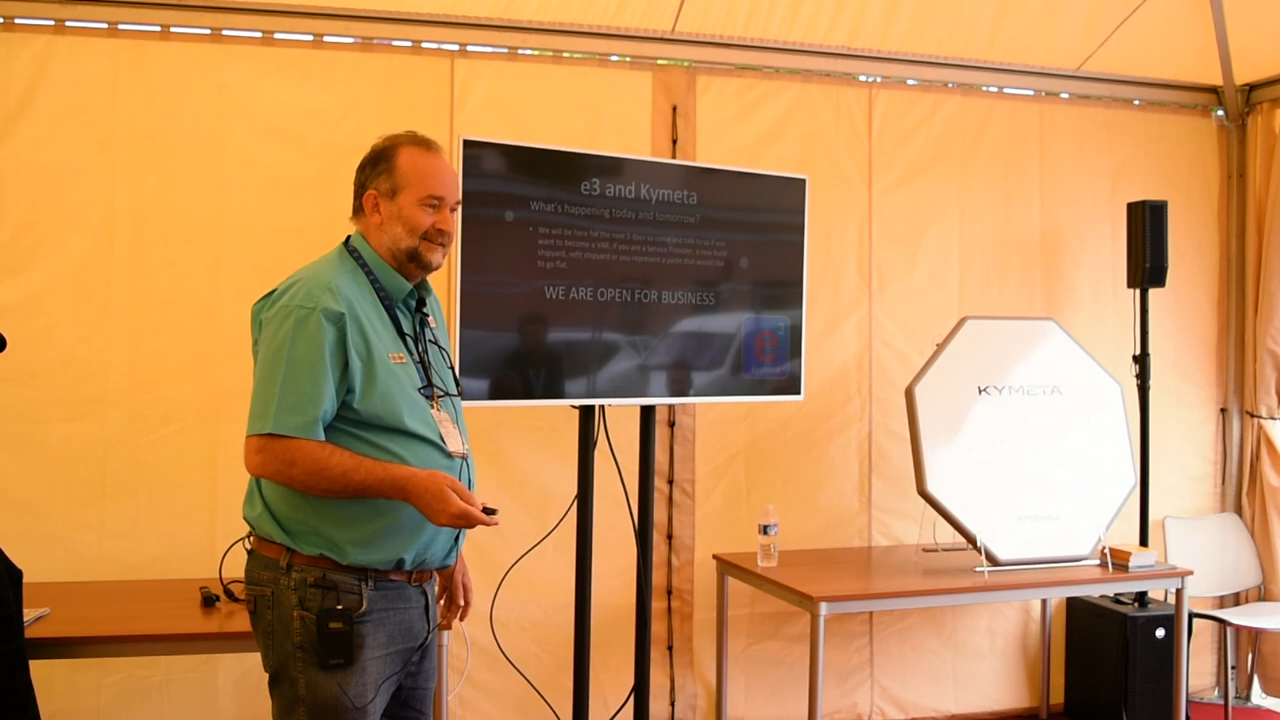 e3 and Kymeta
What's happening today and tomorrow?
• We will be here for the next 5 days so come and talk to us if you
want to become a VAR, if you are a Service Provider, a new build
shipyard, refit shipyard or you represent a yacht that would like
to go flat.
WE ARE OPEN FOR BUSINESS
e3
KYMETA